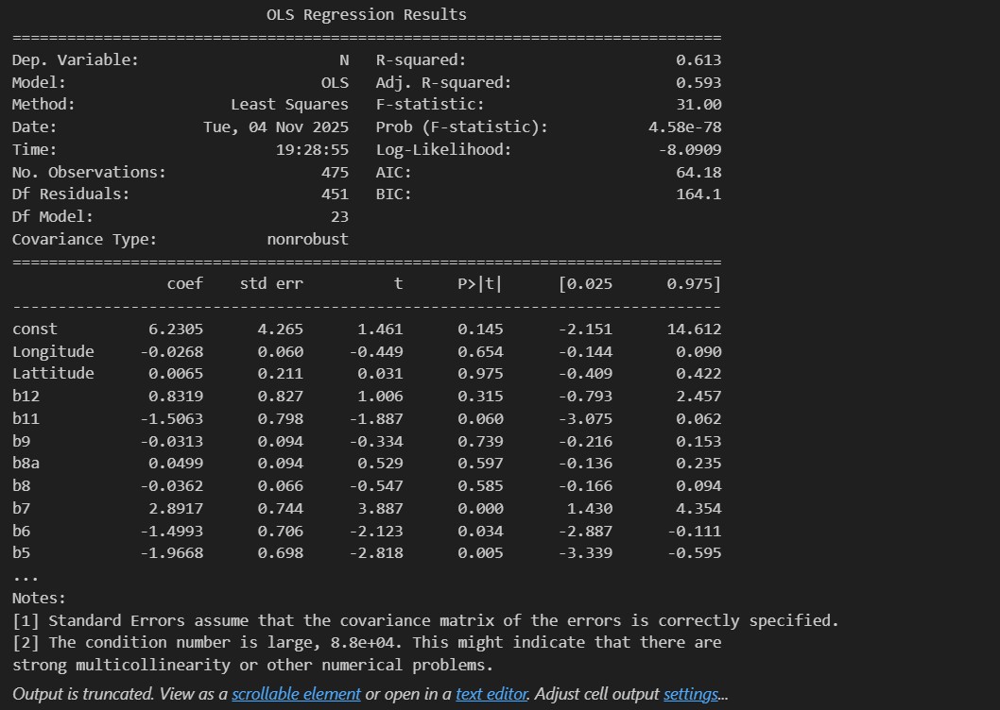 OLS Regression Results
==============================================================================
Dep. Variable:                      N   R-squared:                       0.613
Model:                            OLS   Adj. R-squared:                  0.593
Method:                 Least Squares   F-statistic:                     31.00
Date:                Tue, 04 Nov 2025   Prob (F-statistic):           4.58e-78
Time:                        19:28:55   Log-Likelihood:                -8.0909
No. Observations:                 475   AIC:                             64.18
Df Residuals:                     451   BIC:                             164.1
Df Model:                          23
Covariance Type:            nonrobust
==============================================================================
                 coef    std err          t      P>|t|      [0.025      0.975]
------------------------------------------------------------------------------
const          6.2305      4.265      1.461      0.145      -2.151      14.612
Longitude     -0.0268      0.060     -0.449      0.654      -0.144       0.090
Lattitude      0.0065      0.211      0.031      0.975      -0.409       0.422
b12            0.8319      0.827      1.006      0.315      -0.793       2.457
b11           -1.5063      0.798     -1.887      0.060      -3.075       0.062
b9            -0.0313      0.094     -0.334      0.739      -0.216       0.153
b8a            0.0499      0.094      0.529      0.597      -0.136       0.235
b8            -0.0362      0.066     -0.547      0.585      -0.166       0.094
b7             2.8917      0.744      3.887      0.000       1.430       4.354
b6            -1.4993      0.706     -2.123      0.034      -2.887      -0.111
b5            -1.9668      0.698     -2.818      0.005      -3.339      -0.595
...
Notes:
[1] Standard Errors assume that the covariance matrix of the errors is correctly specified.
[2] The condition number is large, 8.8e+04. This might indicate that there are
strong multicollinearity or other numerical problems.
Output is truncated. View as a scrollable element or open in a text editor. Adjust cell output settings...